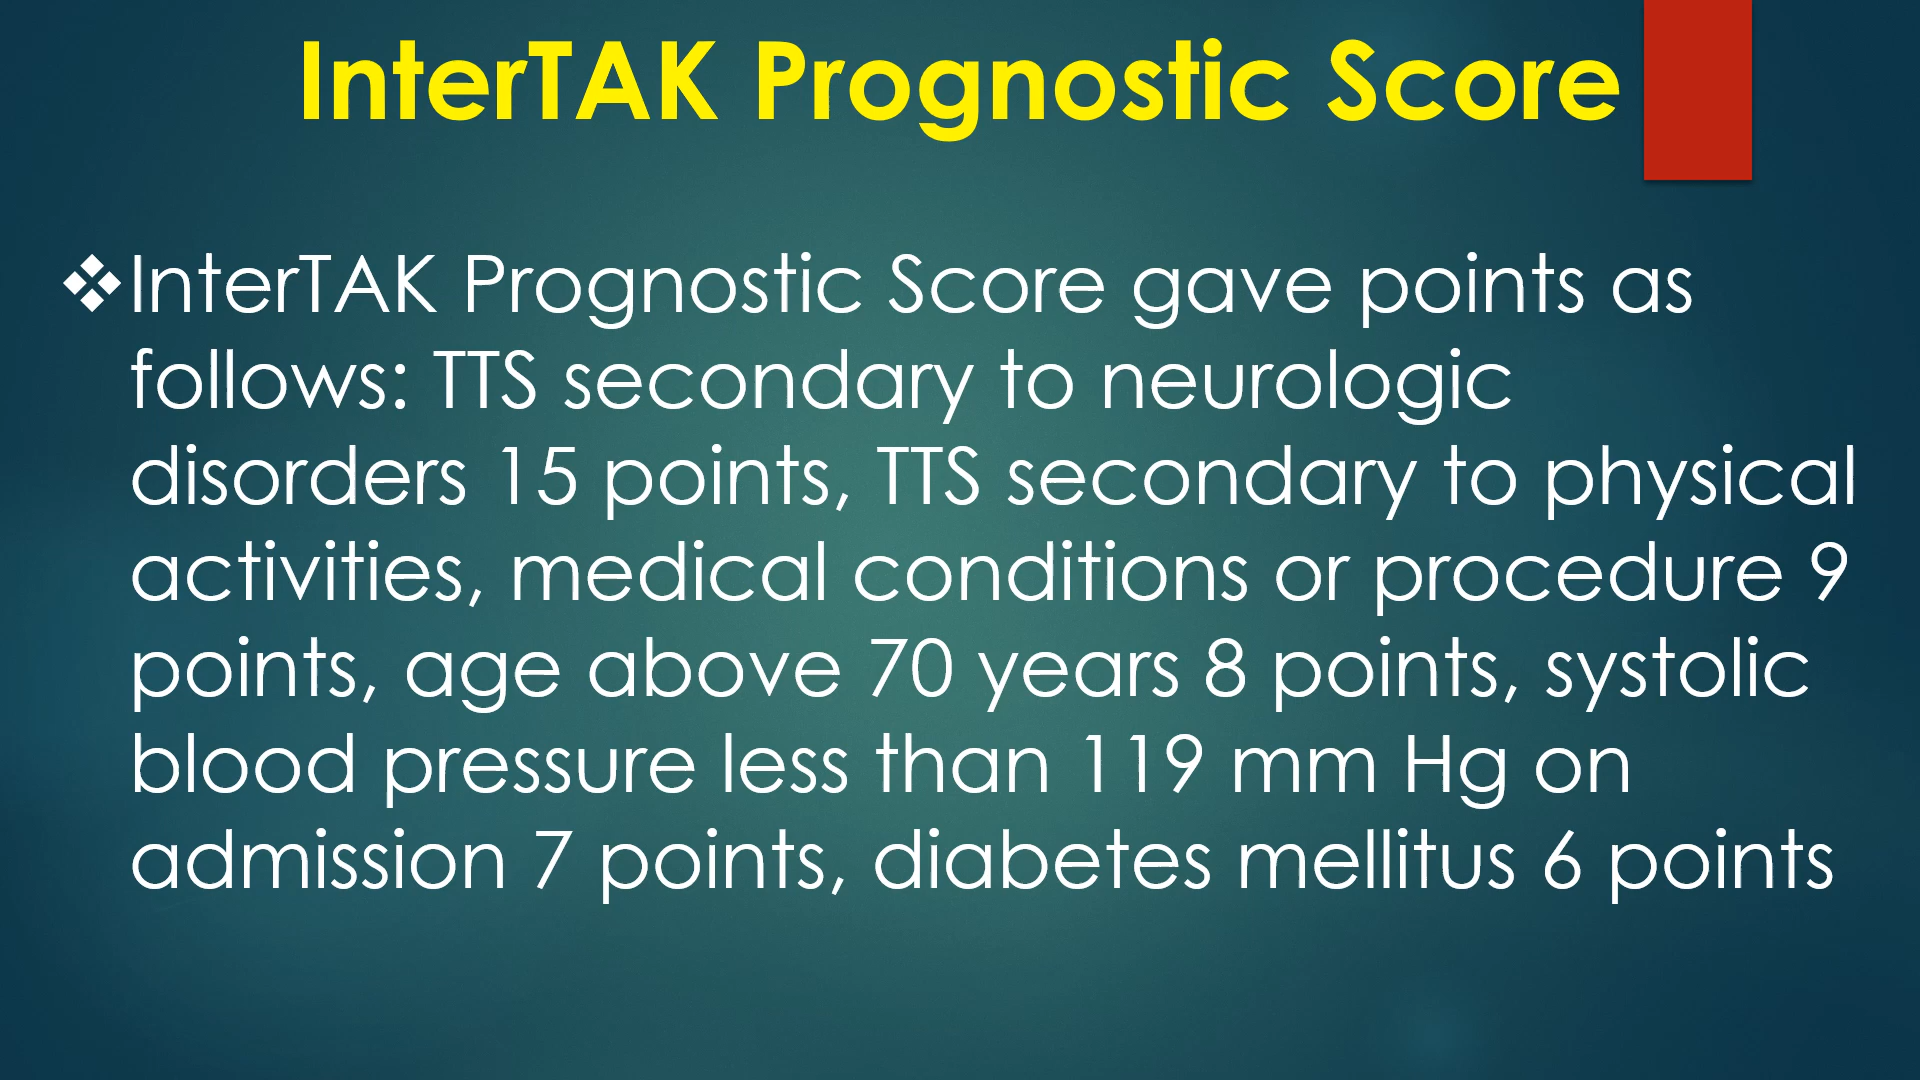 InterTAK Prognostic Score
❖InterTAK Prognostic Score gave points as
follows: TTS secondary to neurologic
disorders 15 points, TTS secondary to physical
activities, medical conditions or procedure 9
points, age above 70 years 8 points, systolic
blood pressure less than 119 mm Hg on
admission 7 points, diabetes mellitus 6 points